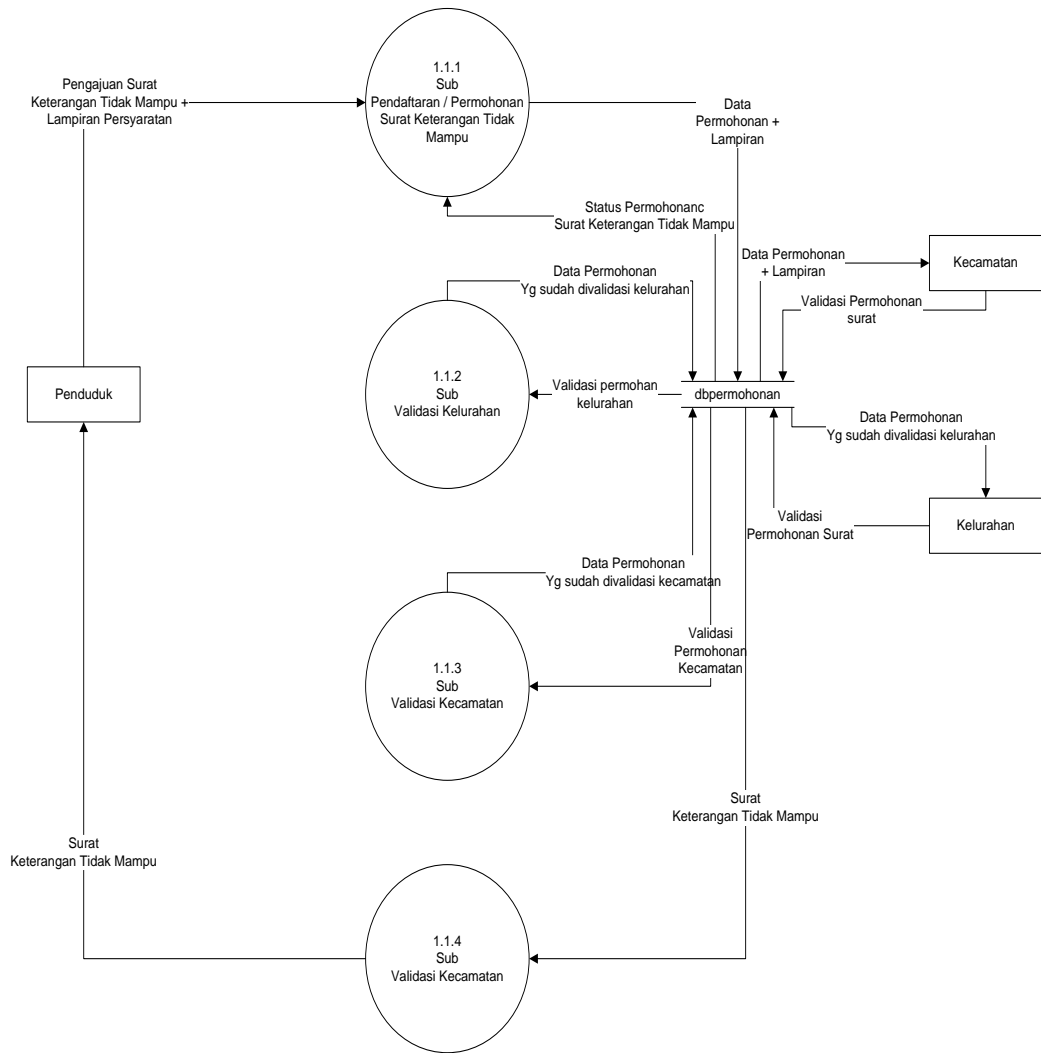 1.1.1
Sub
Pendaftaran / Permohonan
Surat Keterangan Tidak
Mampu
Pengajuan Surat
Keterangan Tidak Mampu +
Lampiran Persyaratan
Data
Permohonan +
Lampiran
Status Permohonanc
Surat Keterangan Tidak Mampu
Data Permohonan
+ Lampiran
Kecamatan
Data Permohonan
Yg sudah divalidasi kelurahan
Validasi Permohonan
surat
Penduduk
1.1.2
Sub
Validasi Kelurahan
Validasi permohan
kelurahan
dbpermohonan
Data Permohonan
Yg sudah divalidasi kelurahan
Validasi
Permohonan Surat
Kelurahan
Data Permohonan
Yg sudah divalidasi kecamatan
Validasi
Permohonan
Kecamatan
1.1.3
Sub
Validasi Kecamatan
Surat
Keterangan Tidak Mampu
Surat
Keterangan Tidak Mampu
1.1.4
Sub
Validasi Kecamatan